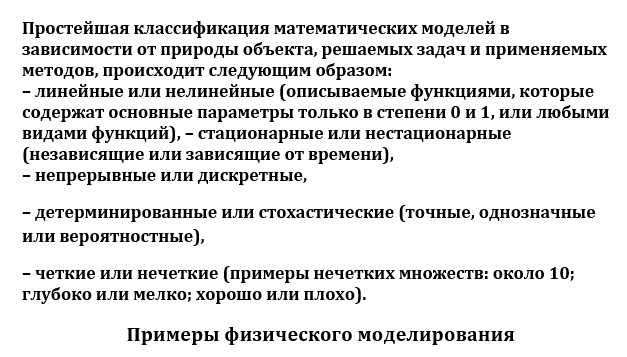 Простейшая классификация математических моделей в
зависимости от природы объекта, решаемых задач и применяемых
методов, происходит следующим образом:
– линейные или нелинейные (описываемые функциями, которые
содержат основные параметры только в степени 0 и 1, или любыми
видами функций), – стационарные или нестационарные
(независящие или зависящие от времени),
– непрерывные или дискретные,
– детерминированные или стохастические (точные, однозначные
или вероятностные),
– четкие или нечеткие (примеры нечетких множеств: около 10;
глубоко или мелко; хорошо или плохо).
Примеры физического моделирования